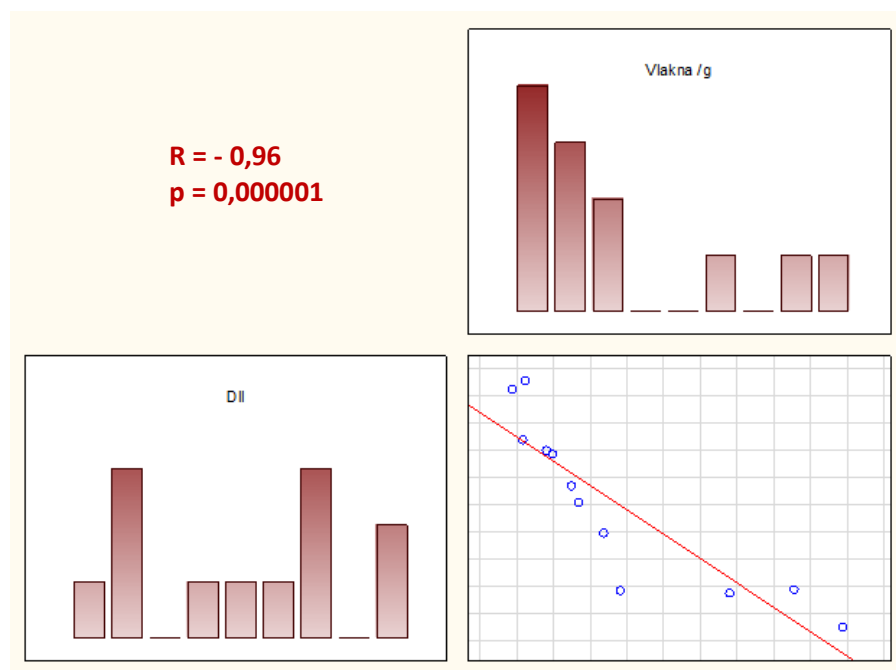 Vlakna /g
R = - 0,96
p = 0,000001
DII